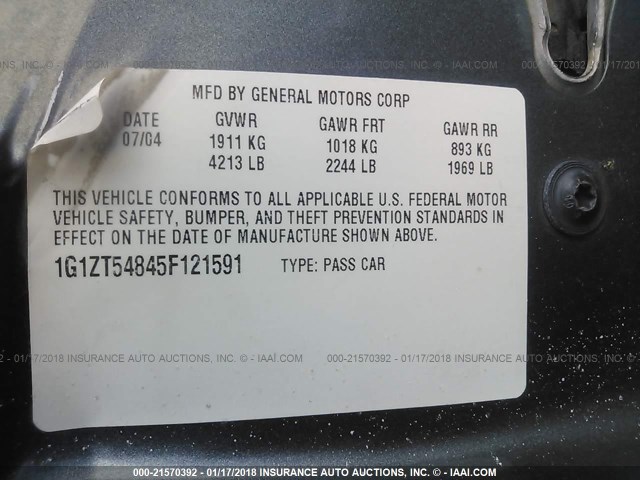 MFD BY GENERAL MOTORS CORP
DATE GVWR GAWR FRT GAWR RR
07/04 1911 KG 1018 KG 893 KG
4213 LB 2244 LB 1969 LB
THIS VEHICLE CONFORMS TO ALL APPLICABLE U.S. FEDERAL MOTOR
VEHICLE SAFETY, BUMPER, AND THEFT PREVENTION STANDARDS IN
EFFECT ON THE DATE OF MANUFACTURE SHOWN ABOVE.
1G1ZT54845F121591 TYPE: PASS CAR
000-21570392 - 01/17/2018 INSURANCE AUTO AUCTIONS, INC. © - IAAI.COM